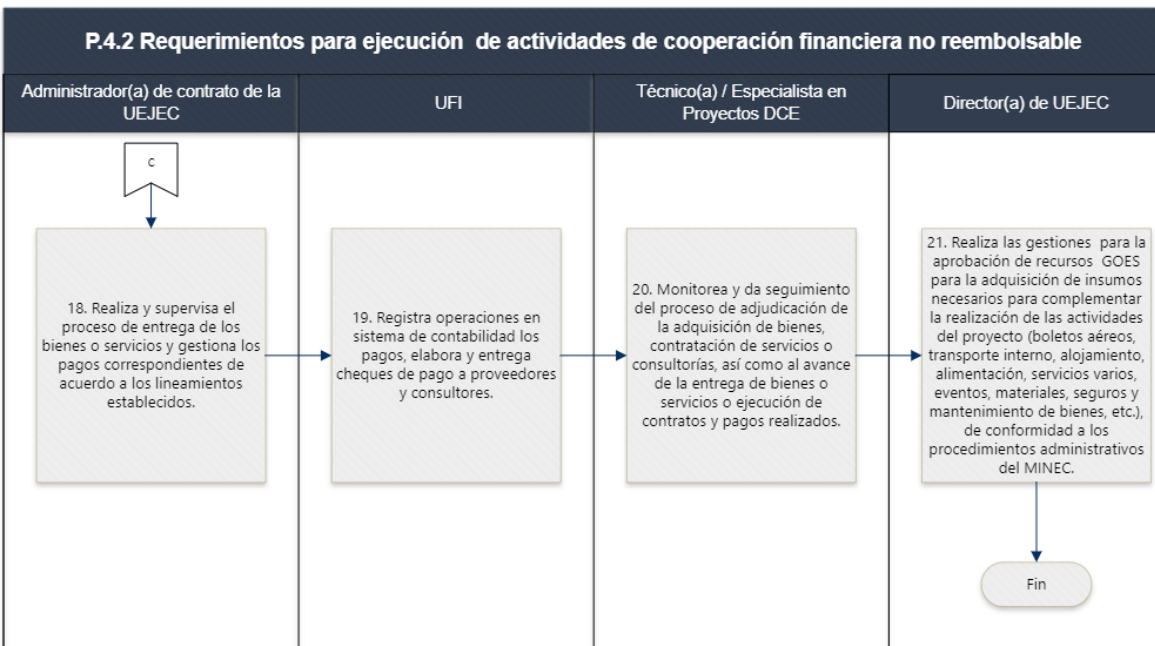 P.4.2 Requerimientos para ejecución  de actividades de cooperación financiera no reembolsable
Administrador(a) de contrato de la
UEJEC
UFI
Técnico(a) / Especialista en
Proyectos DCE
Director(a) de UEJEC
C
18. Realiza y supervisa el
proceso de entrega de los
bienes o servicios y gestiona los
pagos correspondientes de
acuerdo a los lineamientos
establecidos.
19. Registra operaciones en
sistema de contabilidad los
pagos, elabora y entrega
cheques de pago a proveedores
y consultores.
20. Monitorea y da seguimiento
del proceso de adjudicación de
la adquisición de bienes,
contratación de servicios o
consultorías, así como al avance
de la entrega de bienes o
servicios o ejecución de
contratos y pagos realizados.
21. Realiza las gestiones  para la
aprobación de recursos  GOES
para la adquisición de insumos
necesarios para complementar
la realización de las actividades
del proyecto (boletos aéreos,
transporte interno, alojamiento,
alimentación, servicios varios,
eventos, materiales, seguros y
mantenimiento de bienes, etc.),
de conformidad a los
procedimientos administrativos
del MINEC.
Fin